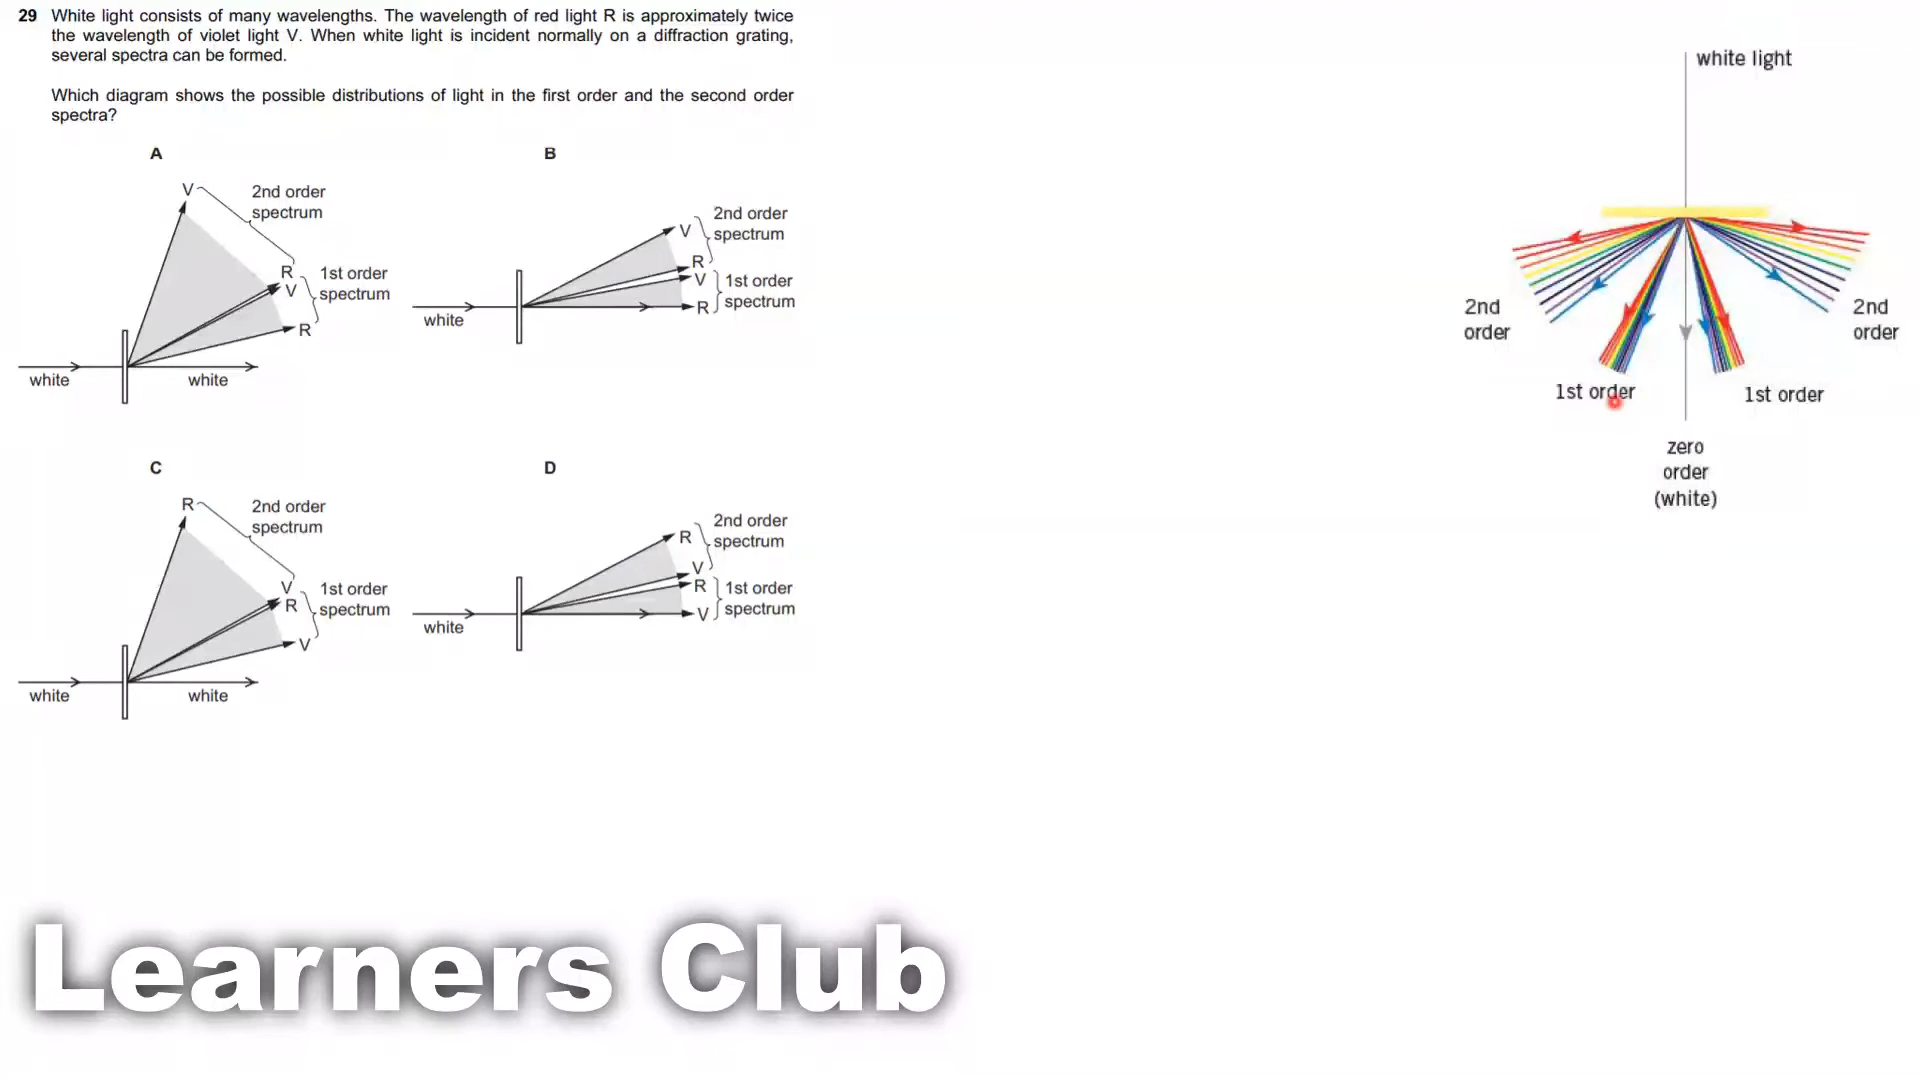 29 White light consists of many wavelengths. The wavelength of red light R is approximately twice
the wavelength of violet light V. When white light is incident normally on a diffraction grating,
several spectra can be formed.
Which diagram shows the possible distributions of light in the first order and the second order
spectra?
A
V
2nd order
spectrum
R
V
1st order
spectrum
R
white
white
B
2nd order
spectrum
V
R
V
1st order
spectrum
R
white
C
R
2nd order
spectrum
V
R
1st order
spectrum
V
white
white
D
2nd order
spectrum
R
V
R
1st order
spectrum
V
white
white light
2nd
order
2nd
order
1st order
1st order
zero
order
(white)
Learners Club